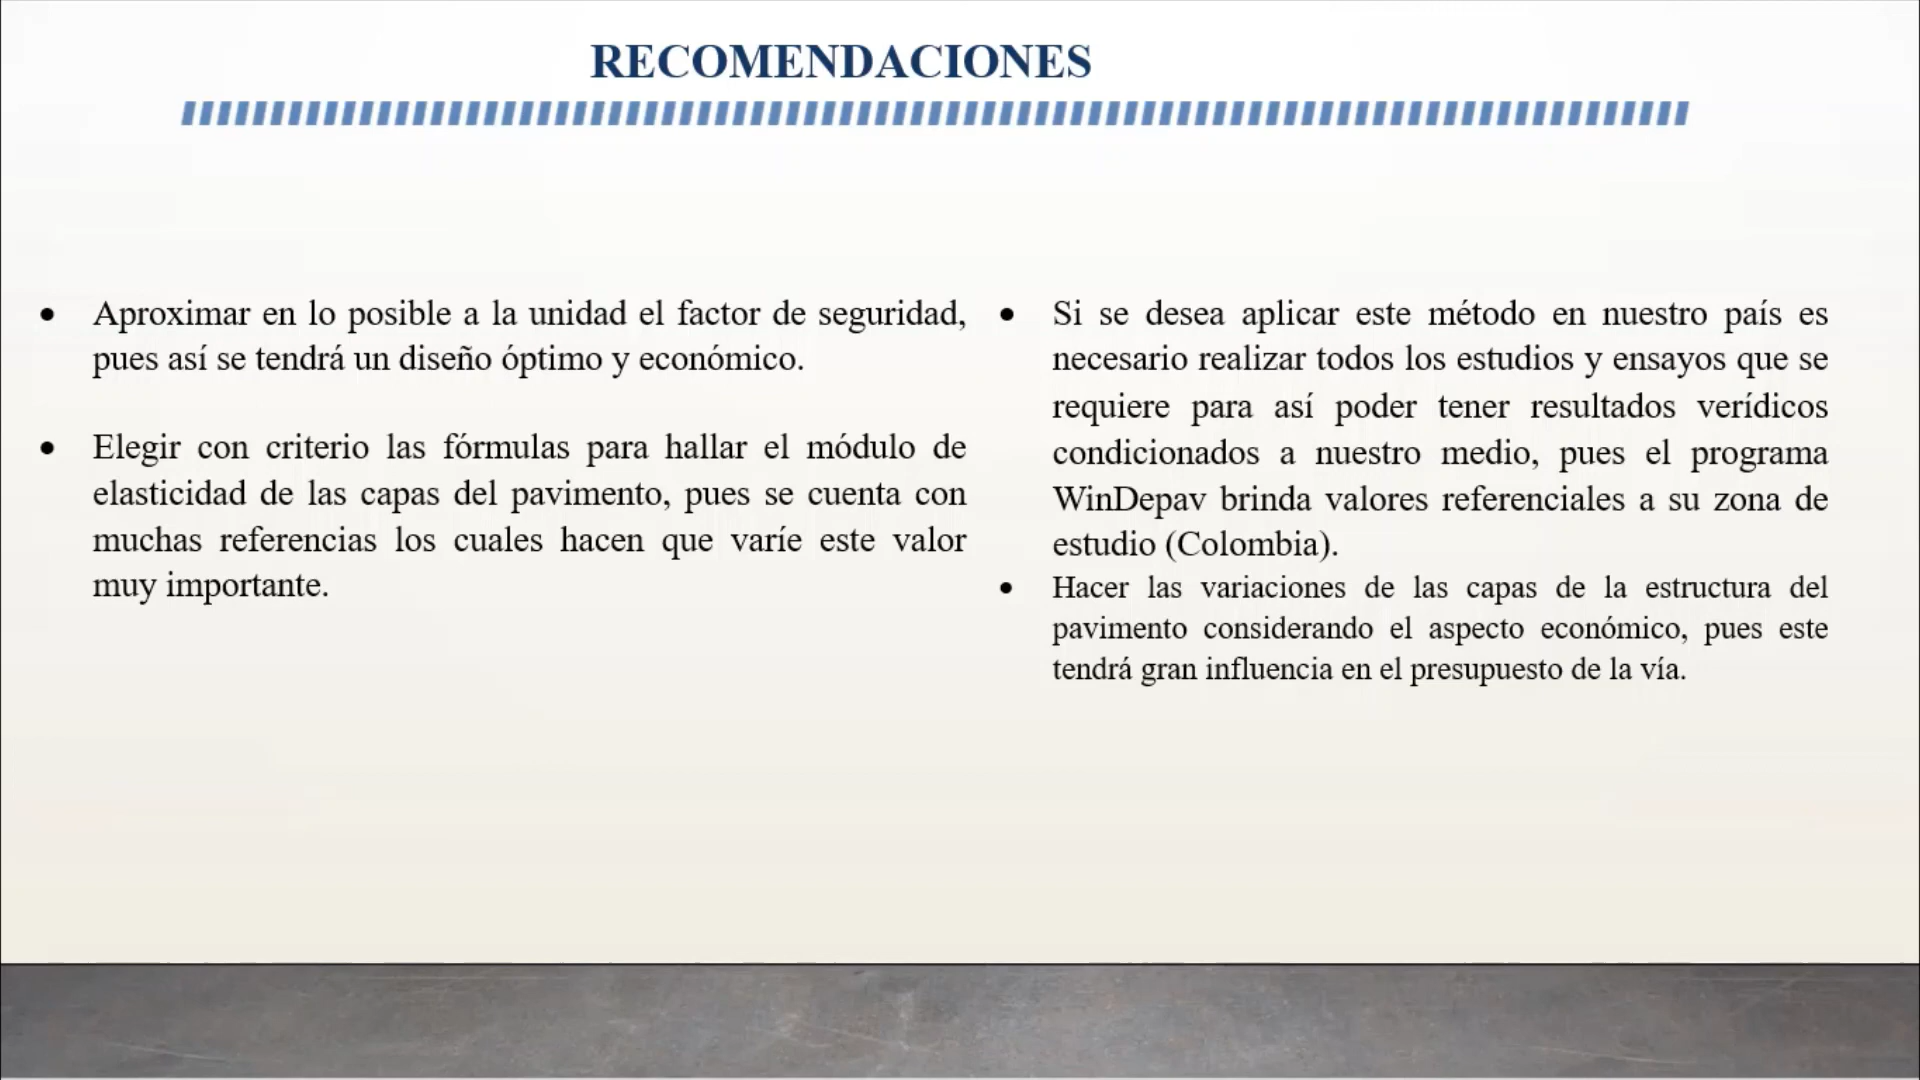 RECOMENDACIONES
• Aproximar en lo posible a la unidad el factor de seguridad,
pues así se tendrá un diseño óptimo y económico.
• Elegir con criterio las fórmulas para hallar el módulo de
elasticidad de las capas del pavimento, pues se cuenta con
muchas referencias los cuales hacen que varíe este valor
muy importante.
• Si se desea aplicar este método en nuestro país es
necesario realizar todos los estudios y ensayos que se
requiere para así poder tener resultados verídicos
condicionados a nuestro medio, pues el programa
WinDepav brinda valores referenciales a su zona de
estudio (Colombia).
• Hacer las variaciones de las capas de la estructura del
pavimento considerando el aspecto económico, pues este
tendrá gran influencia en el presupuesto de la vía.